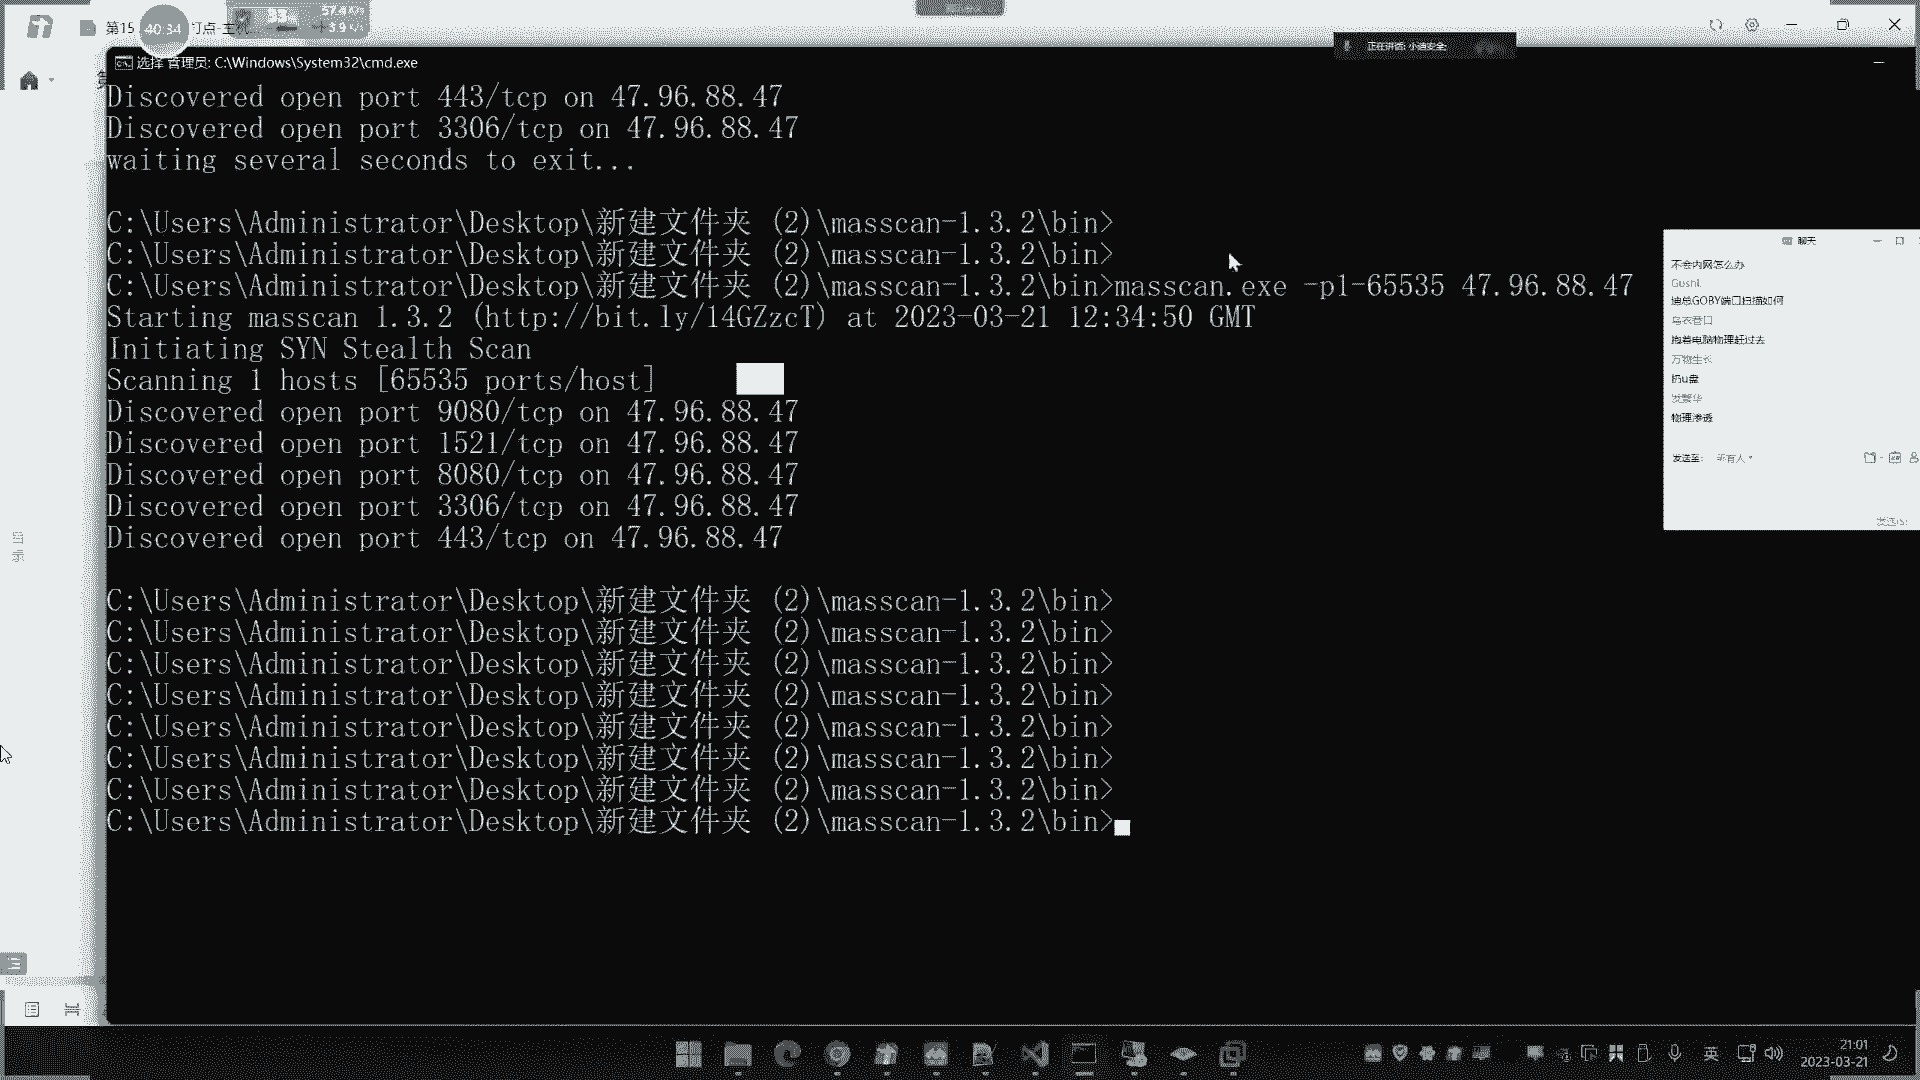 第15
40:34
打点-主机
93
57.4 K/s
3.9 K/s
正在讲话: 小迪安全;
选择 管理员: C:\Windows\System32\cmd.exe
Discovered open port 443/tcp on 47.96.88.47
Discovered open port 3306/tcp on 47.96.88.47
waiting several seconds to exit...
C:\Users\Administrator\Desktop\新建文件夹 (2)\masscan-1.3.2\bin>
C:\Users\Administrator\Desktop\新建文件夹 (2)\masscan-1.3.2\bin>
C:\Users\Administrator\Desktop\新建文件夹 (2)\masscan-1.3.2\bin>masscan.exe -p1-65535 47.96.88.47
Starting masscan 1.3.2 (http://bit.ly/14GZzcT) at 2023-03-21 12:34:50 GMT
Initiating SYN Stealth Scan
Scanning 1 hosts [65535 ports/host]
Discovered open port 9080/tcp on 47.96.88.47
Discovered open port 1521/tcp on 47.96.88.47
Discovered open port 8080/tcp on 47.96.88.47
Discovered open port 3306/tcp on 47.96.88.47
Discovered open port 443/tcp on 47.96.88.47
C:\Users\Administrator\Desktop\新建文件夹 (2)\masscan-1.3.2\bin>
C:\Users\Administrator\Desktop\新建文件夹 (2)\masscan-1.3.2\bin>
C:\Users\Administrator\Desktop\新建文件夹 (2)\masscan-1.3.2\bin>
C:\Users\Administrator\Desktop\新建文件夹 (2)\masscan-1.3.2\bin>
C:\Users\Administrator\Desktop\新建文件夹 (2)\masscan-1.3.2\bin>
C:\Users\Administrator\Desktop\新建文件夹 (2)\masscan-1.3.2\bin>
C:\Users\Administrator\Desktop\新建文件夹 (2)\masscan-1.3.2\bin>
C:\Users\Administrator\Desktop\新建文件夹 (2)\masscan-1.3.2\bin>
聊天
不会内网怎么办
Gushi.
迪总GOBY端口扫描如何
乌衣巷口
抱着电脑物理赶过去
万物生长
扔u盘
发繁华
物理渗透
发送至:
所有人
英
21:01
2023-03-21